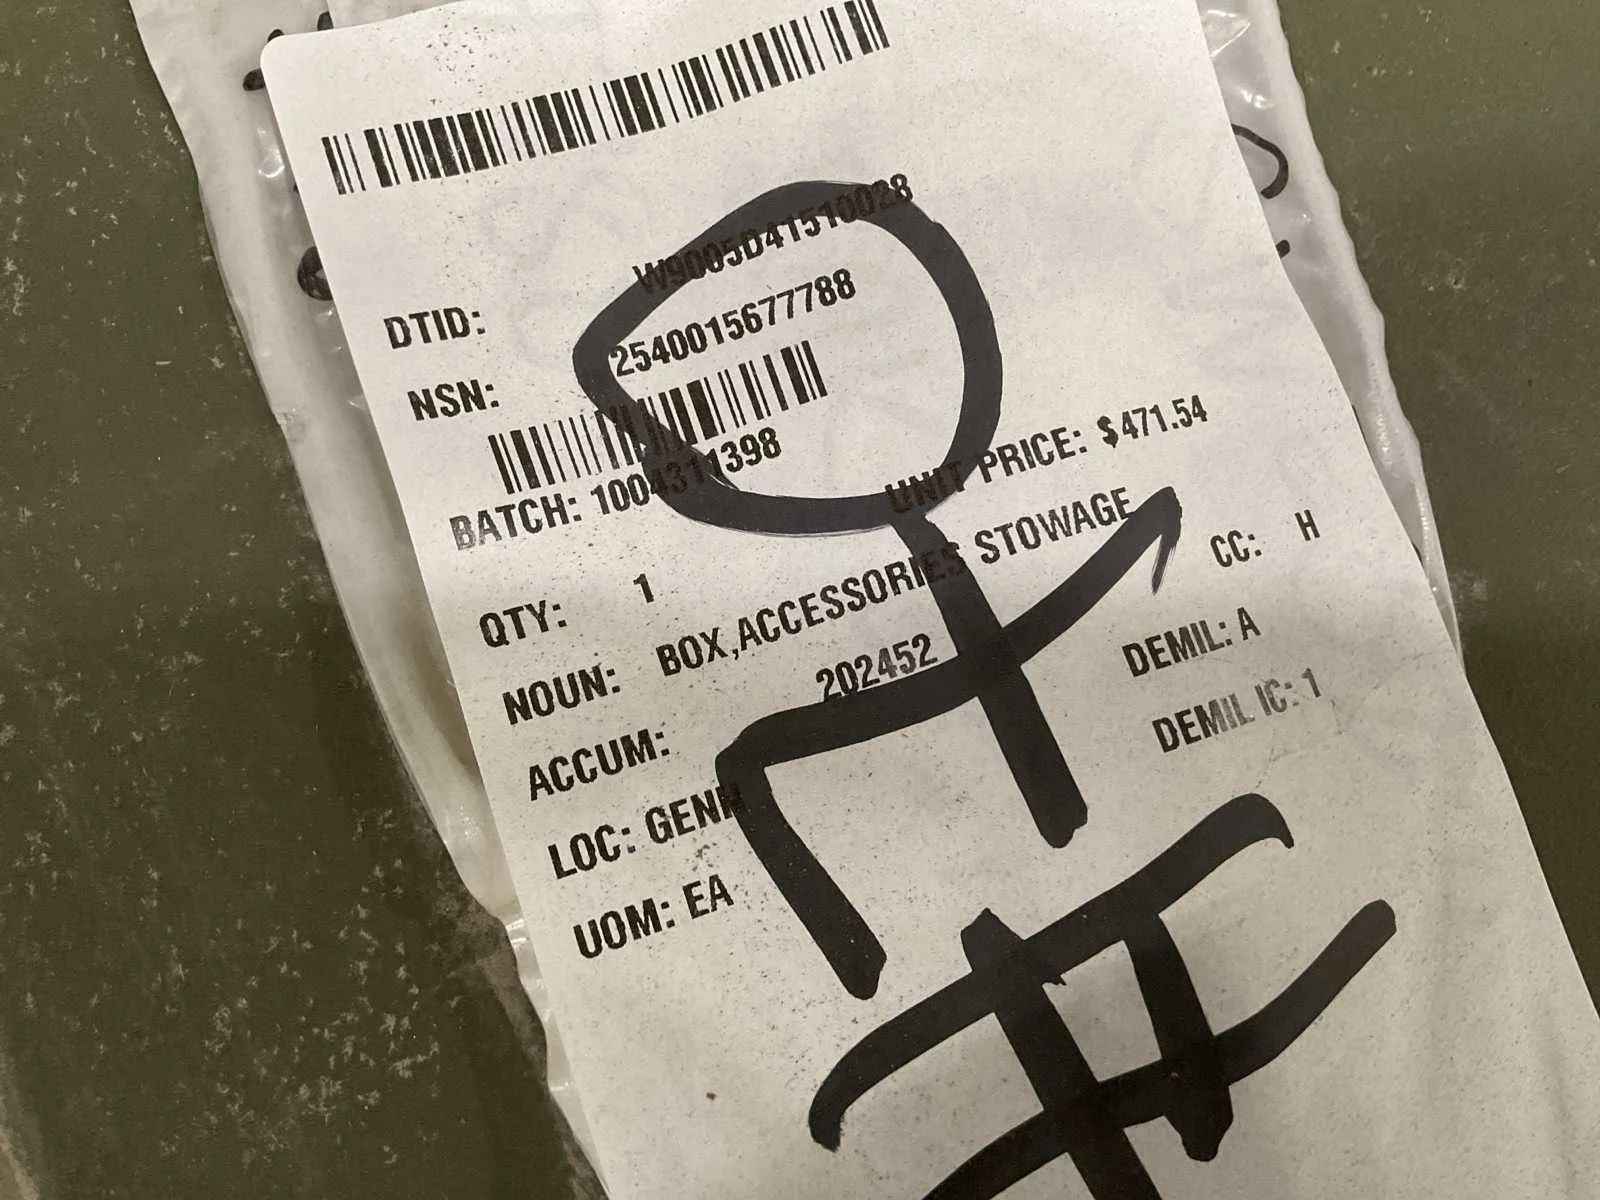 W9005D41510028
DTID:
2540015677788
NSN:
BATCH: 1004311398
UNIT PRICE: $471.54
QTY: 1
CC: H
NOUN: BOX,ACCESSORIES STOWAGE
202452
DEMIL: A
ACCUM:
DEMIL IC: 1
LOC:
UOM: EA